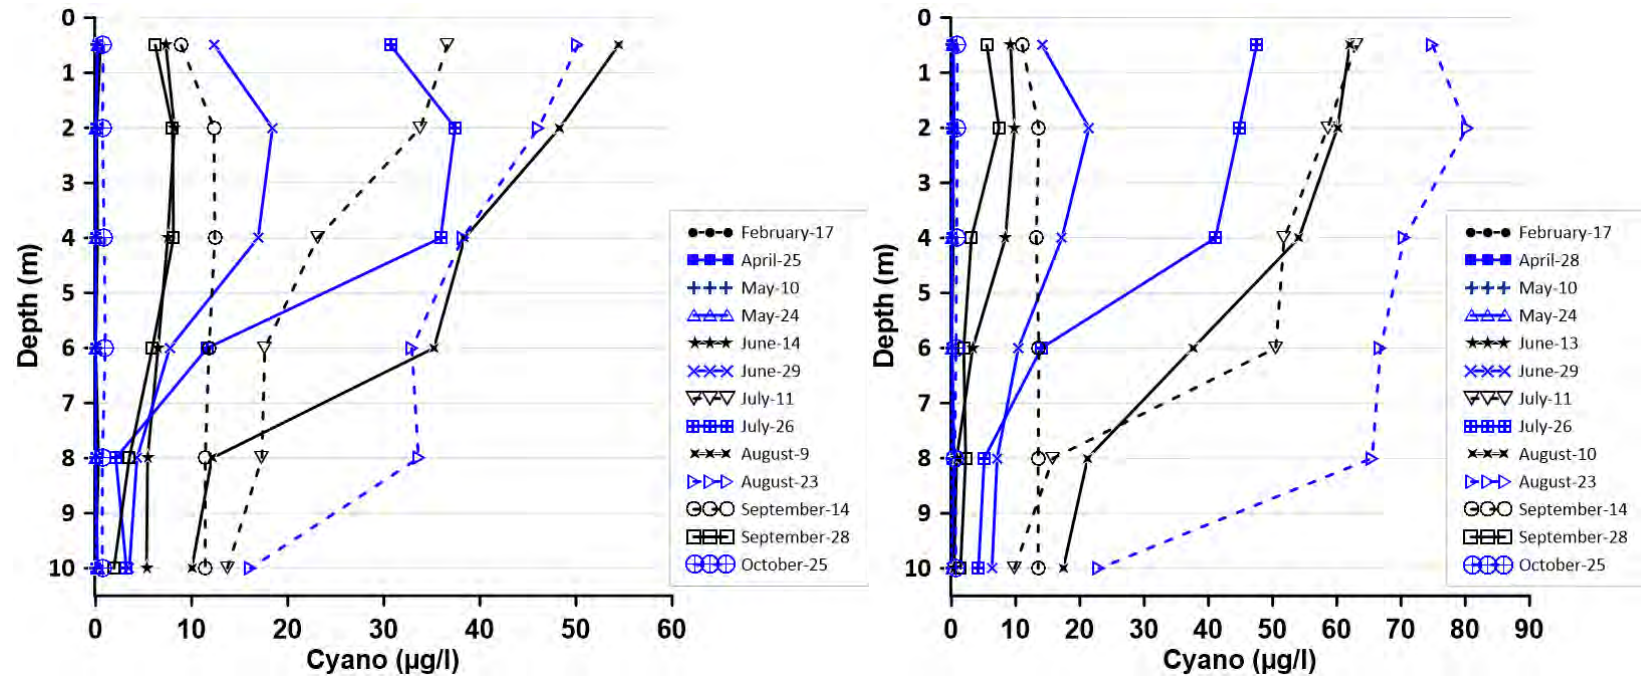 0
1
2
3
4
5
6
7
8
9
10
Depth (m)
0 10 20 30 40 50 60
Cyano (µg/l)
February-17
April-25
May-10
May-24
June-14
June-29
July-11
July-26
August-9
August-23
September-14
September-28
October-25
0
1
2
3
4
5
6
7
8
9
10
Depth (m)
0 10 20 30 40 50 60 70 80 90
Cyano (µg/l)
February-17
April-28
May-10
May-24
June-13
June-29
July-11
July-26
August-10
August-23
September-14
September-28
October-25